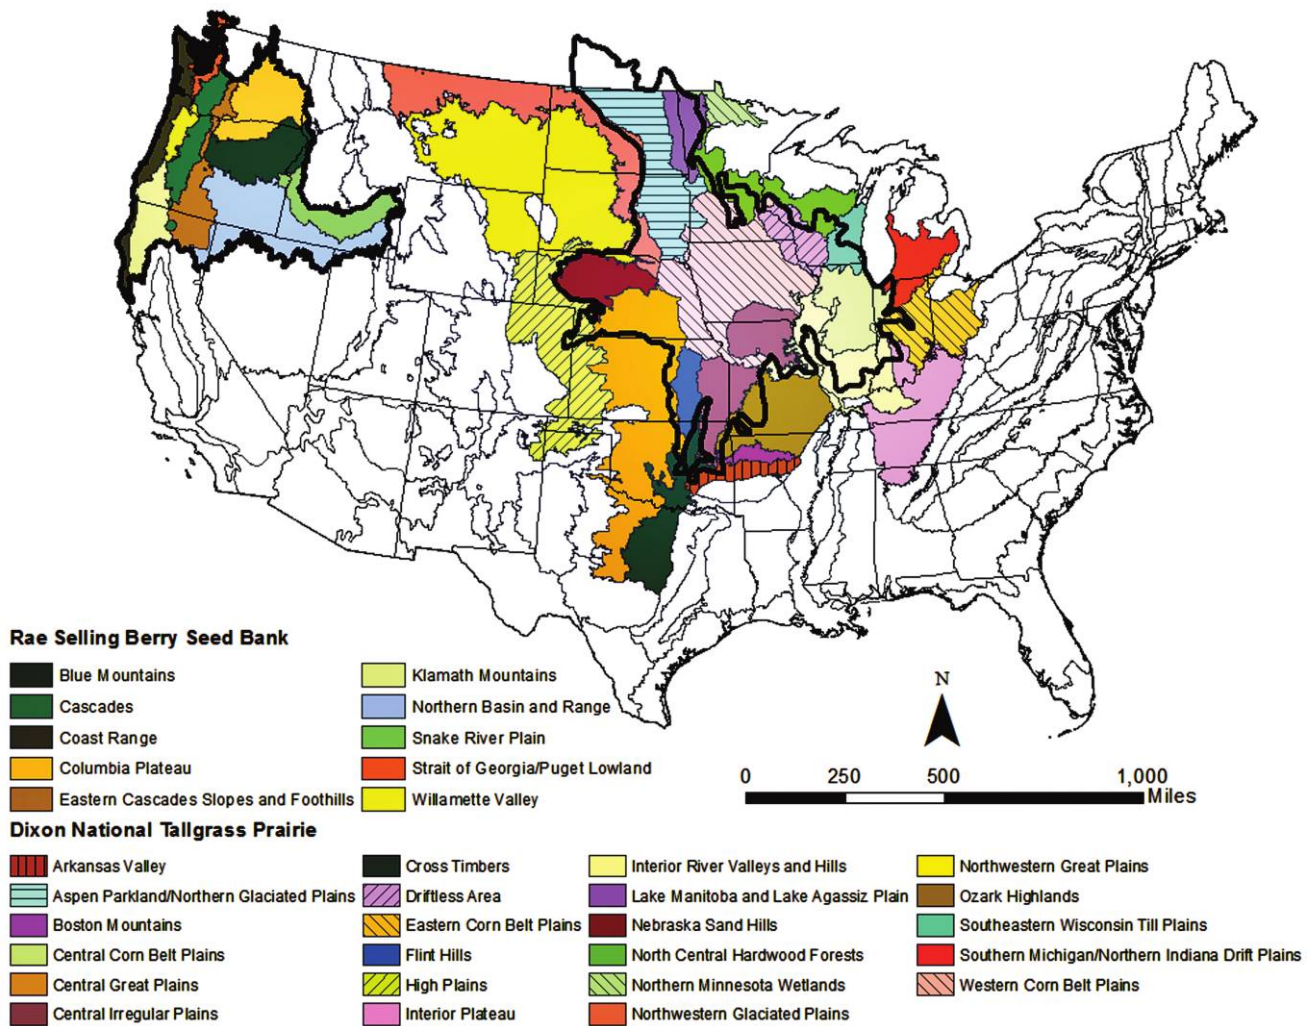 N
0 250 500 1,000
Miles
Rae Selling Berry Seed Bank
Blue Mountains
Cascades
Coast Range
Columbia Plateau
Eastern Cascades Slopes and Foothills
Klamath Mountains
Northern Basin and Range
Snake River Plain
Strait of Georgia/Puget Lowland
Willamette Valley
Dixon National Tallgrass Prairie
Arkansas Valley
Aspen Parkland/Northern Glaciated Plains
Boston Mountains
Central Corn Belt Plains
Central Great Plains
Central Irregular Plains
Cross Timbers
Driftless Area
Eastern Corn Belt Plains
Flint Hills
High Plains
Interior Plateau
Interior River Valleys and Hills
Lake Manitoba and Lake Agassiz Plain
Nebraska Sand Hills
North Central Hardwood Forests
Northern Minnesota Wetlands
Northwestern Glaciated Plains
Northwestern Great Plains
Ozark Highlands
Southeastern Wisconsin Till Plains
Southern Michigan/Northern Indiana Drift Plains
Western Corn Belt Plains